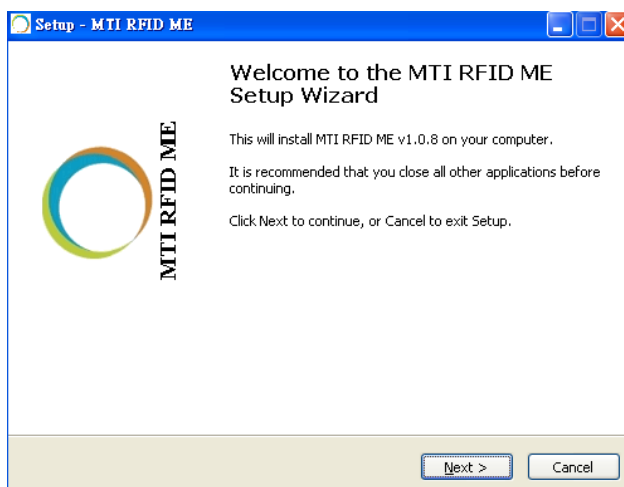 Setup - MTI RFID ME
Welcome to the MTI RFID ME
Setup Wizard
MTI RFID ME
This will install MTI RFID ME v1.0.8 on your computer.
It is recommended that you close all other applications before
continuing.
Click Next to continue, or Cancel to exit Setup.
Next >
Cancel